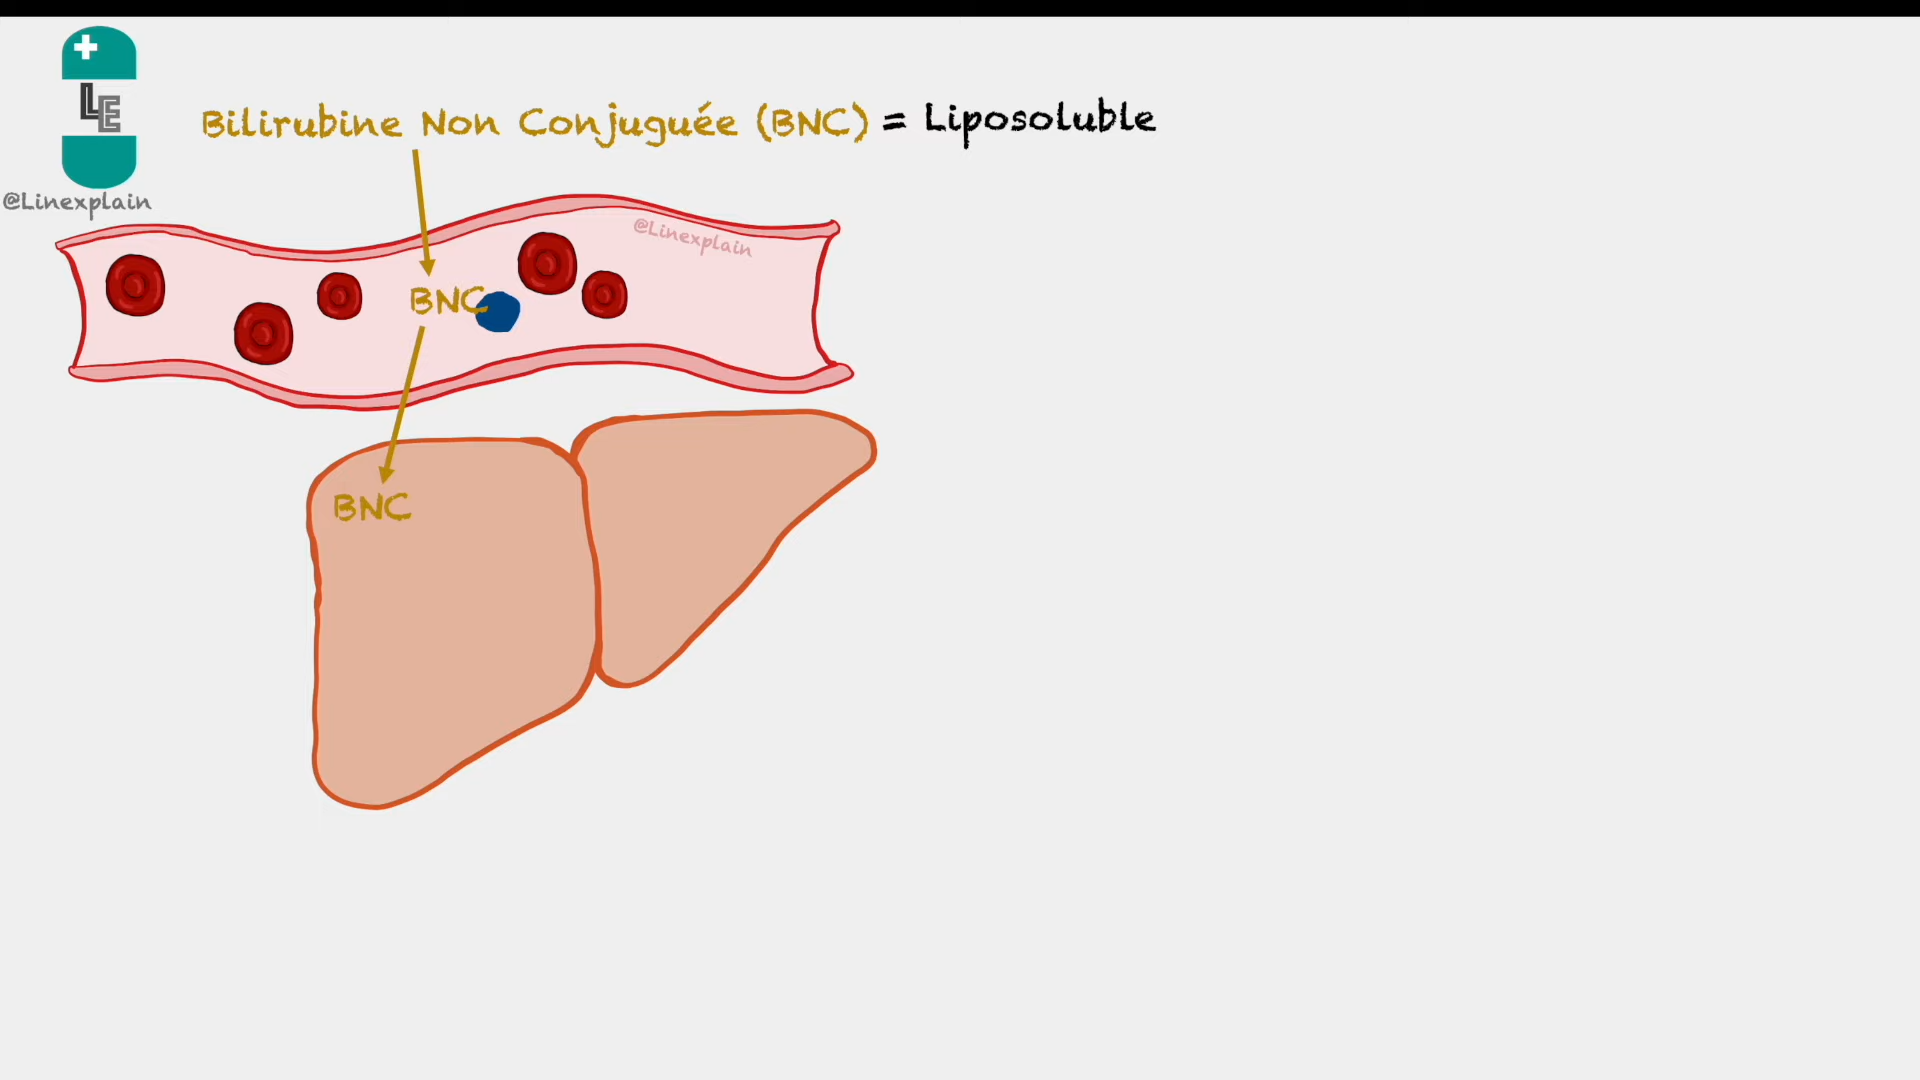 LE
@Linexplain
Bilirubine Non Conjuguée (BNC) = Liposoluble
@Linexplain
BNC
BNC